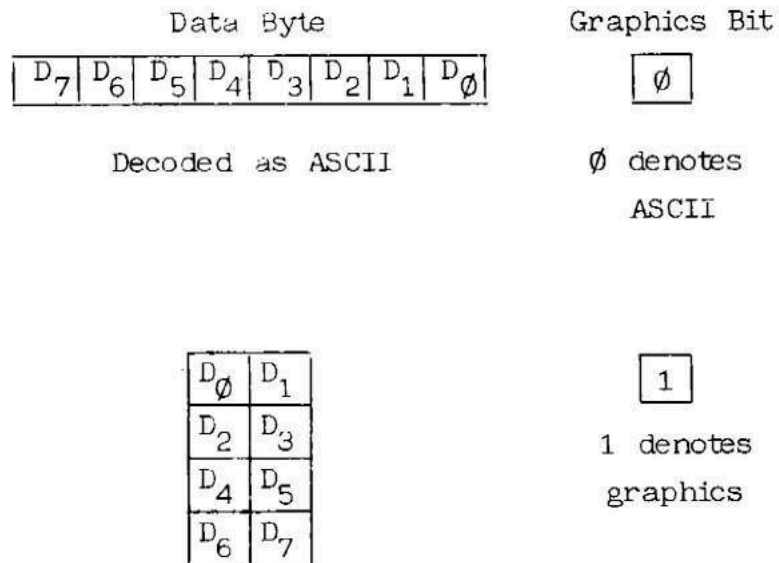 Data Byte Graphics Bit
D7 D6 D5 D4 D3 D2 D1 DØ Ø
Decoded as ASCII Ø denotes
ASCII
DØ D1 1
D2 D3 1 denotes
D4 D5 graphics
D6 D7